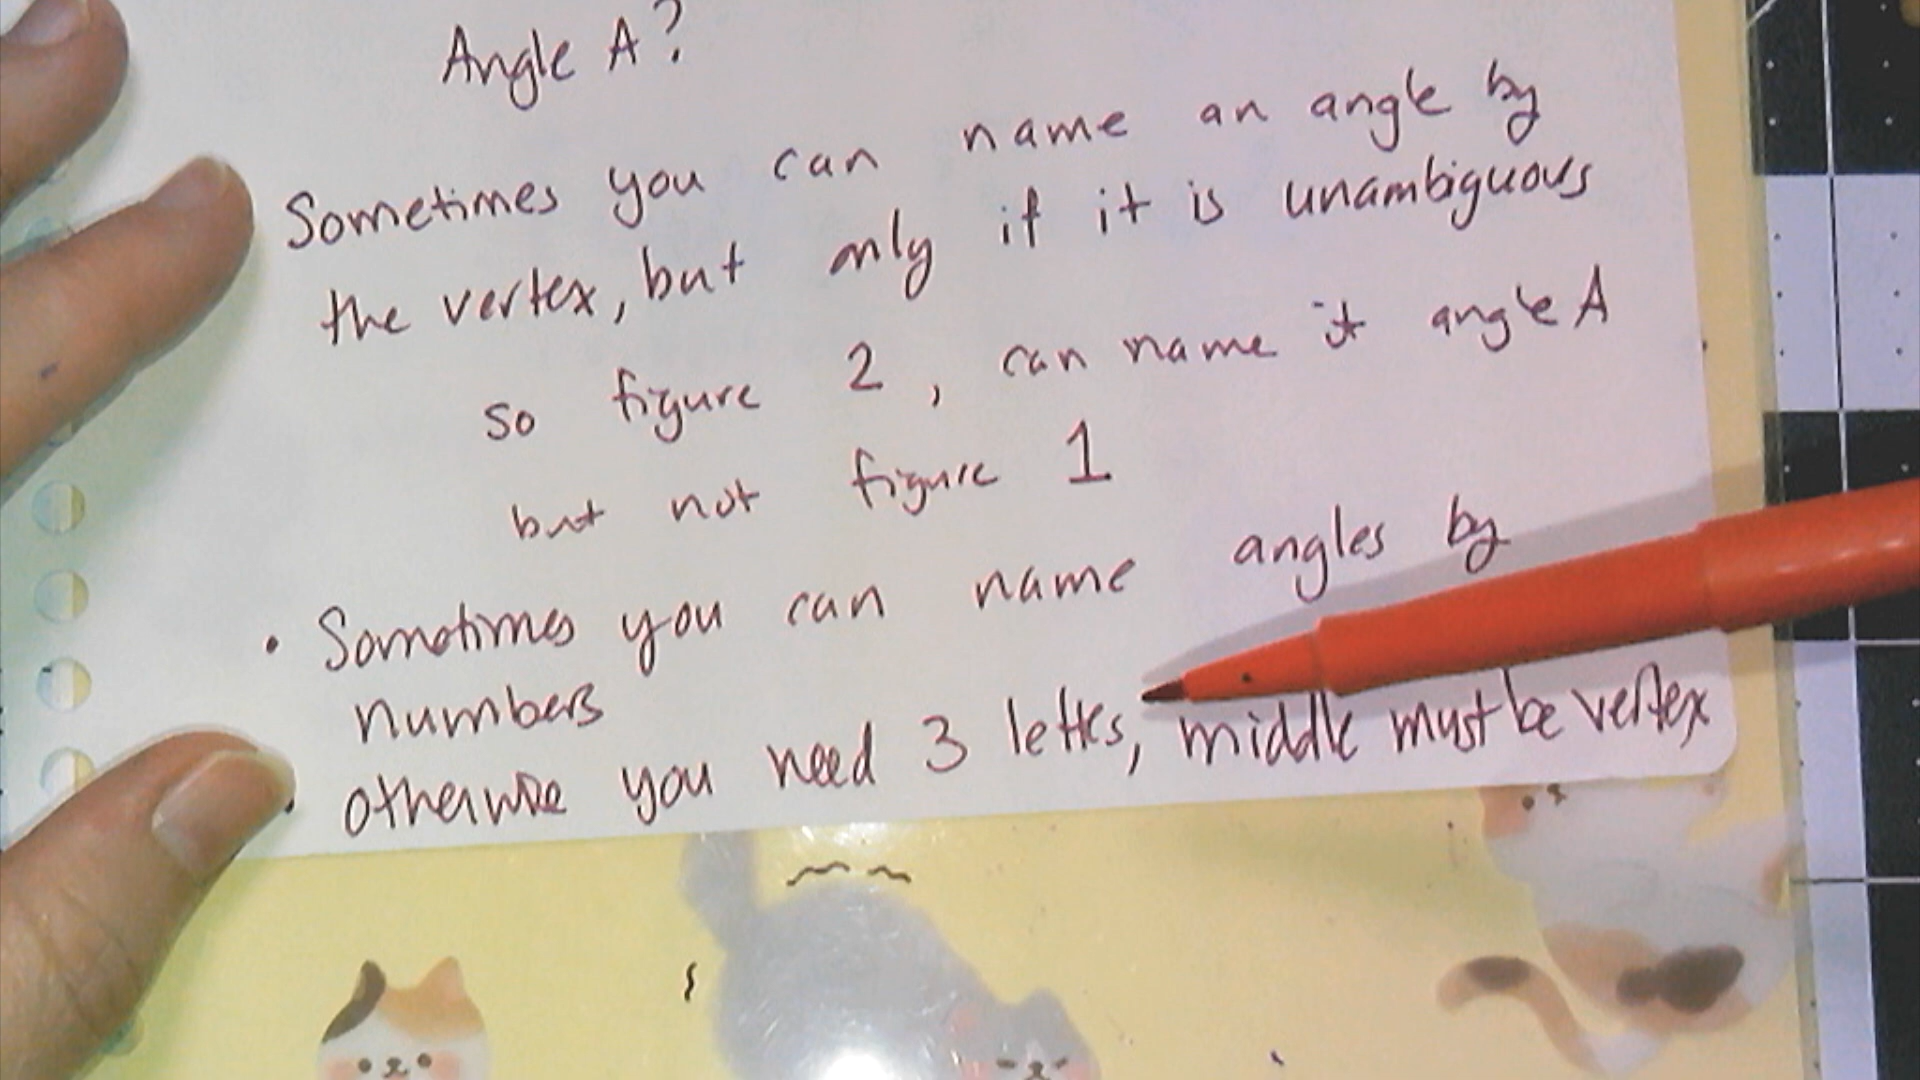 Angle A?
Sometimes you can name an angle by
the vertex, but only if it is unambiguous
so figure 2, can name it angle A
but not figure 1
• Sometimes you can name angles by
numbers
• otherwise you need 3 letters, middle must be vertex